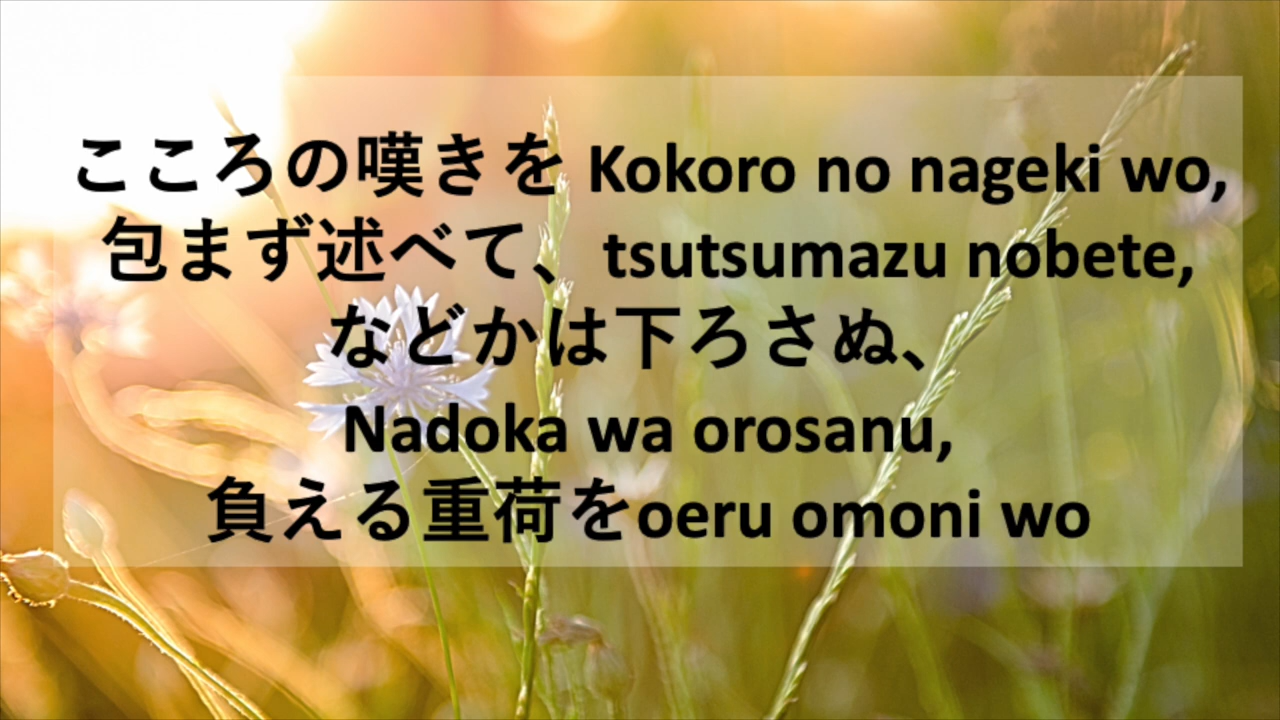 こころの嘆きを Kokoro no nageki wo,
包まず述べて、tsutsumazu nobete,
などかは下ろさぬ、
Nadoka wa orosanu,
負える重荷をoeru omoni wo